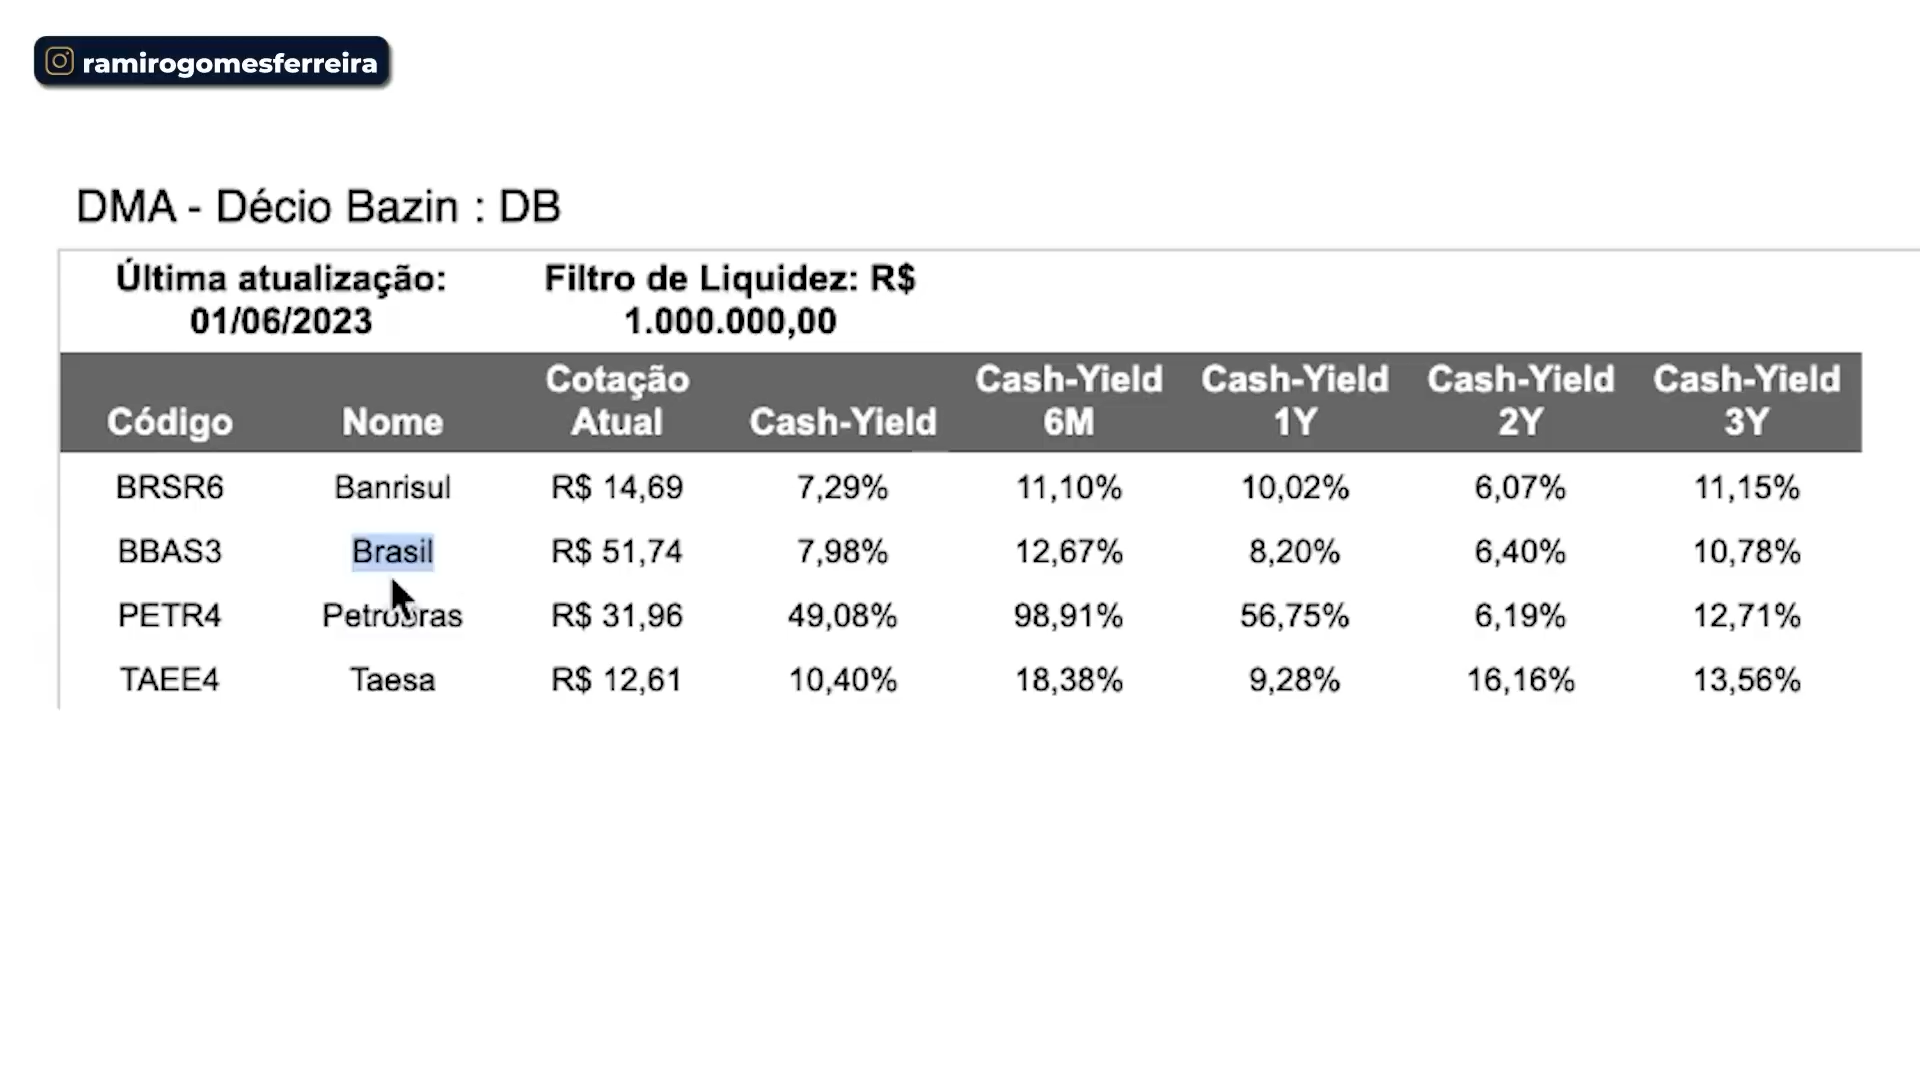 ramirogomesferreira
DMA - Décio Bazin : DB
Última atualização: Filtro de Liquidez: R$
01/06/2023 1.000.000,00
Cotação Cash-Yield Cash-Yield Cash-Yield Cash-Yield
Código Nome Atual Cash-Yield 6M 1Y 2Y 3Y
BRSR6 Banrisul R$ 14,69 7,29% 11,10% 10,02% 6,07% 11,15%
BBAS3 Brasil R$ 51,74 7,98% 12,67% 8,20% 6,40% 10,78%
PETR4 Petrobras R$ 31,96 49,08% 98,91% 56,75% 6,19% 12,71%
TAEE4 Taesa R$ 12,61 10,40% 18,38% 9,28% 16,16% 13,56%